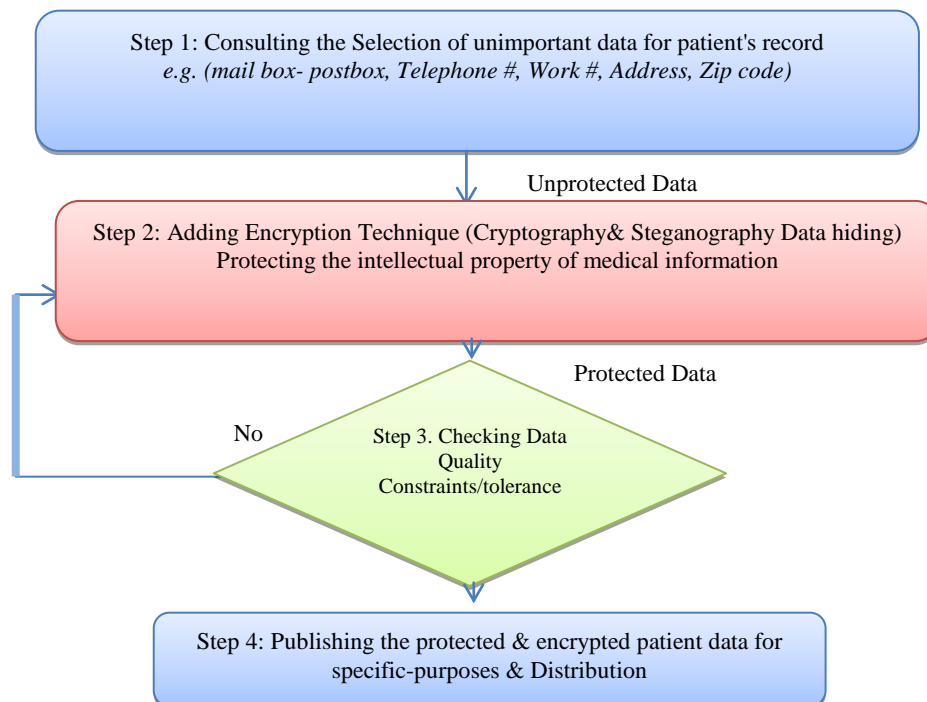 Step 1: Consulting the Selection of unimportant data for patient's record
e.g. (mail box- postbox, Telephone #, Work #, Address, Zip code)
Unprotected Data
Step 2: Adding Encryption Technique (Cryptography& Steganography Data hiding)
Protecting the intellectual property of medical information
Protected Data
No
Step 3. Checking Data
Quality
Constraints/tolerance
Step 4: Publishing the protected & encrypted patient data for
specific-purposes & Distribution